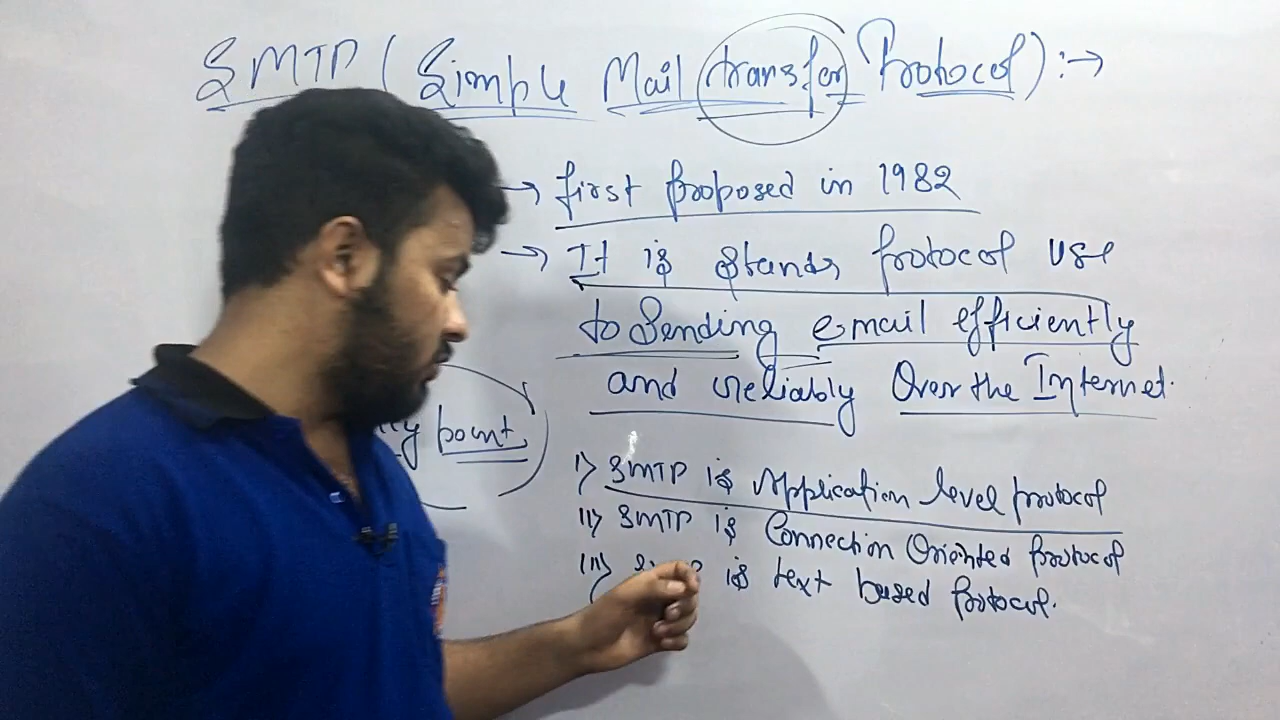 SMTP (Simple Mail transfer Protocol) :→
→ first proposed in 1982
→ It is stands protocol use
to Sending email efficiently
and reliably Over the Internet.
point
i) SMTP is Application level protocol
ii) SMTP is Connection Oriented protocol
iii) is text based protocol.